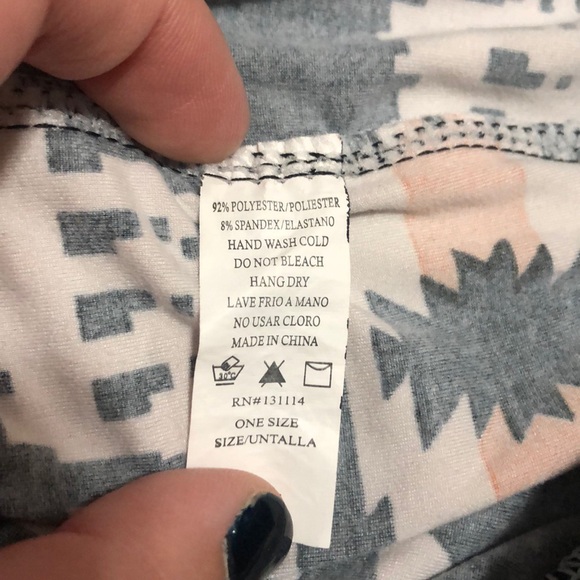 92% POLYESTER/POLIESTER
8% SPANDEX/ELASTANO
HAND WASH COLD
DO NOT BLEACH
HANG DRY
LAVE FRIO A MANO
NO USAR CLORO
MADE IN CHINA
30°C
RN#131114
ONE SIZE
SIZE/UNTALLA